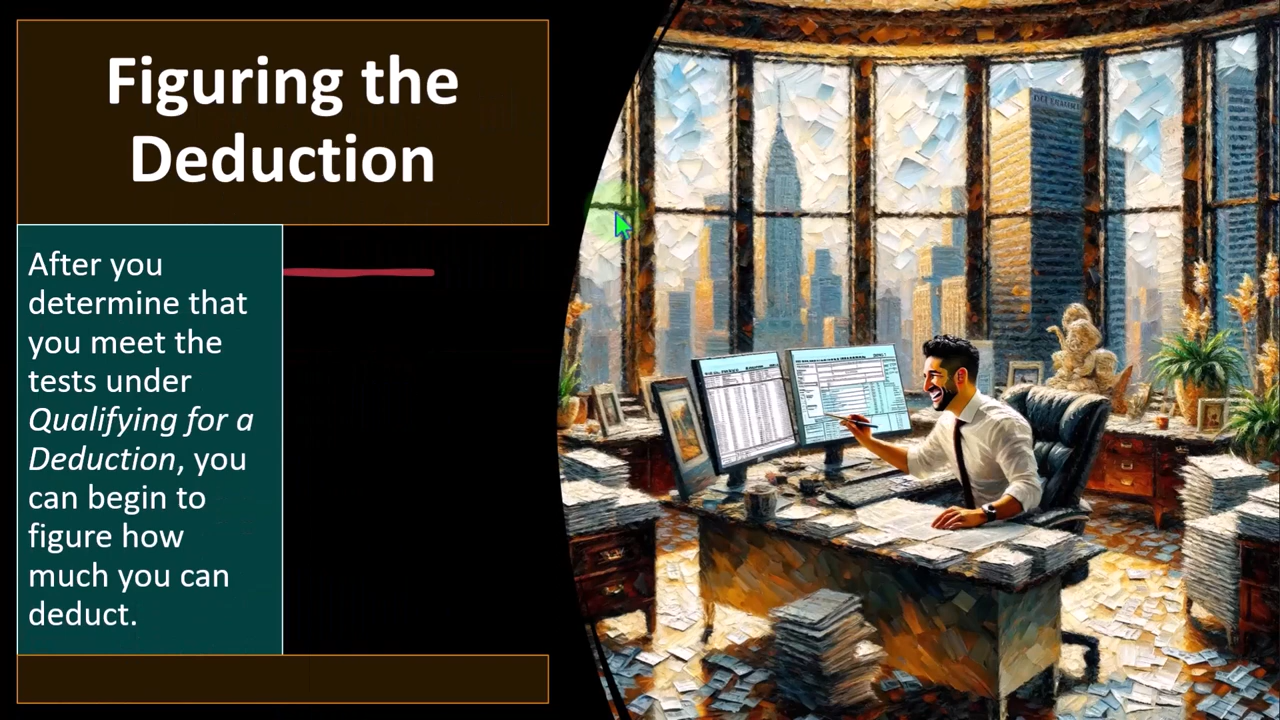 Figuring the
Deduction
After you
determine that
you meet the
tests under
Qualifying for a
Deduction, you
can begin to
figure how
much you can
deduct.